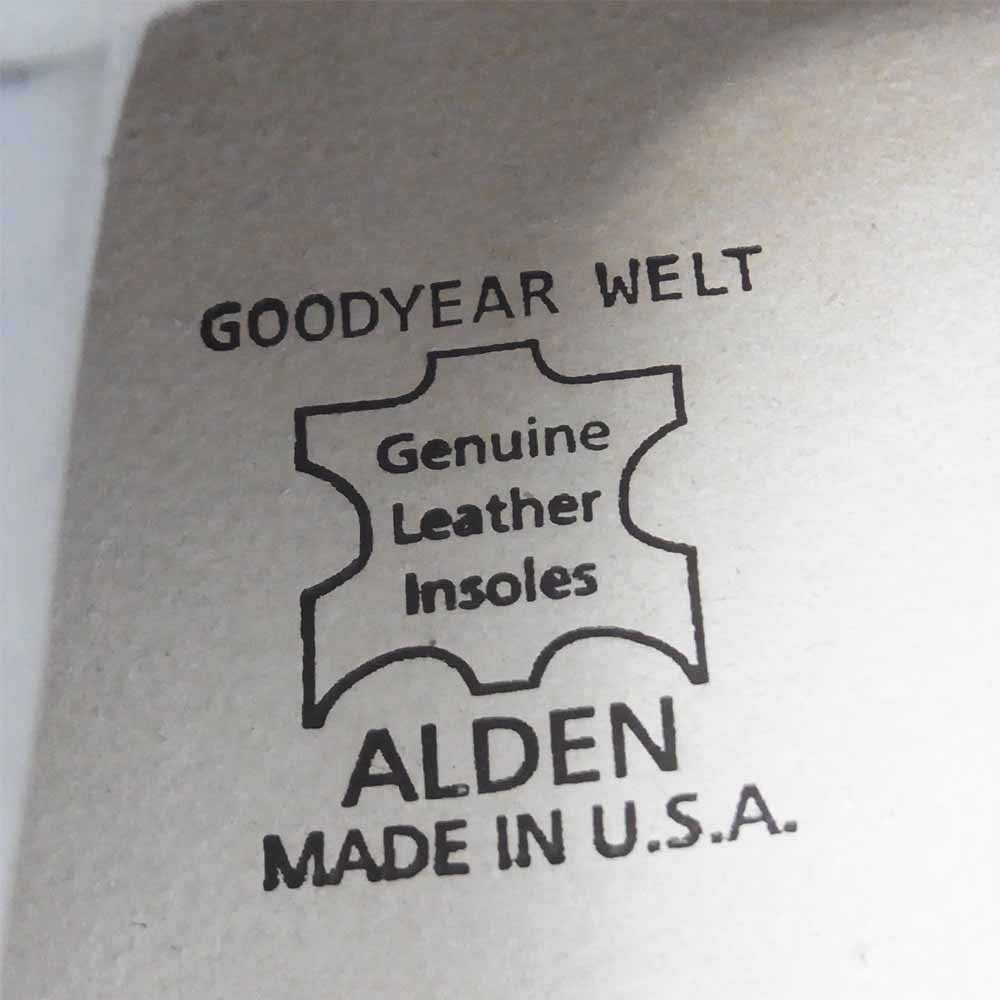 GOODYEAR WELT
Genuine
Leather
Insoles
ALDEN
MADE IN U.S.A.